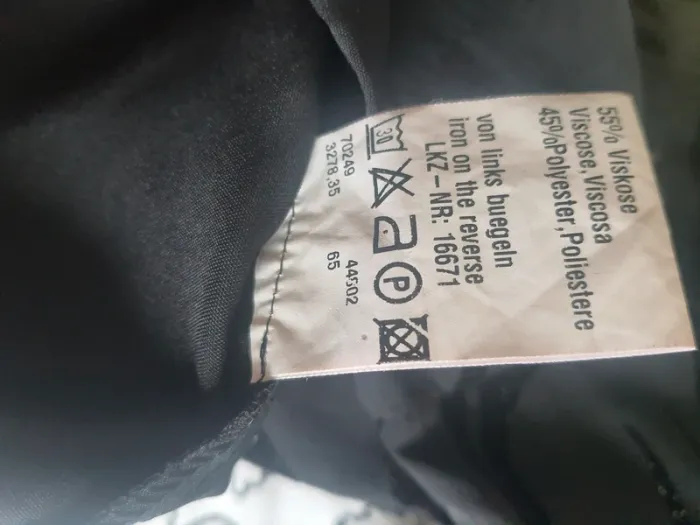 55% Viskose
Viscose,Viscosa
45%Polyester,Poliestere
von links buegeln
iron on the reverse
LKZ – NR: 16671
30
P
70249 44502
3278,35 65